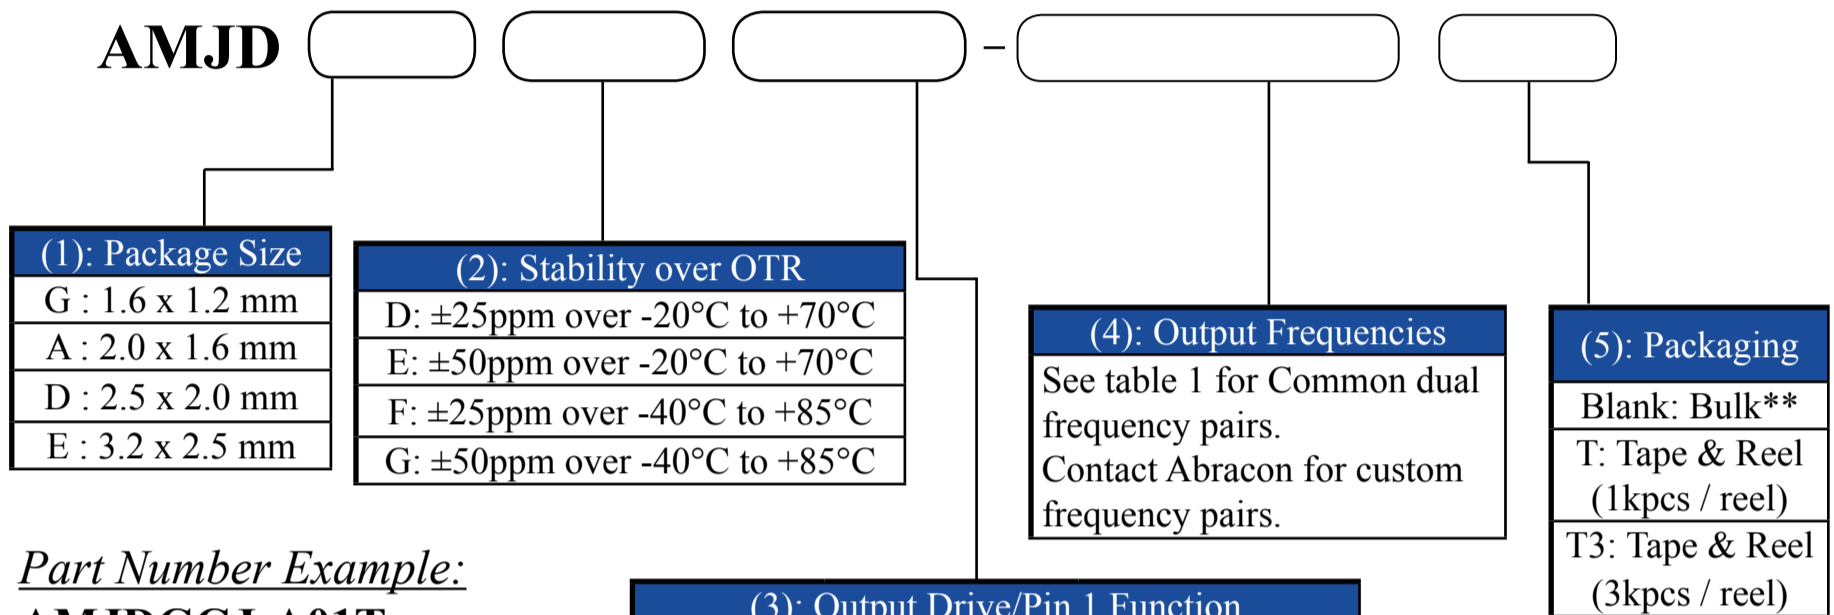 AMJD –
(1): Package Size
G : 1.6 x 1.2 mm
A : 2.0 x 1.6 mm
D : 2.5 x 2.0 mm
E : 3.2 x 2.5 mm
(2): Stability over OTR
D: ±25ppm over -20°C to +70°C
E: ±50ppm over -20°C to +70°C
F: ±25ppm over -40°C to +85°C
G: ±50ppm over -40°C to +85°C
(4): Output Frequencies
See table 1 for Common dual
frequency pairs.
Contact Abracon for custom
frequency pairs.
(5): Packaging
Blank: Bulk**
T: Tape & Reel
(1kpcs / reel)
T3: Tape & Reel
(3kpcs / reel)
Part Number Example:
(3): Output Drive/Pin 1 Function